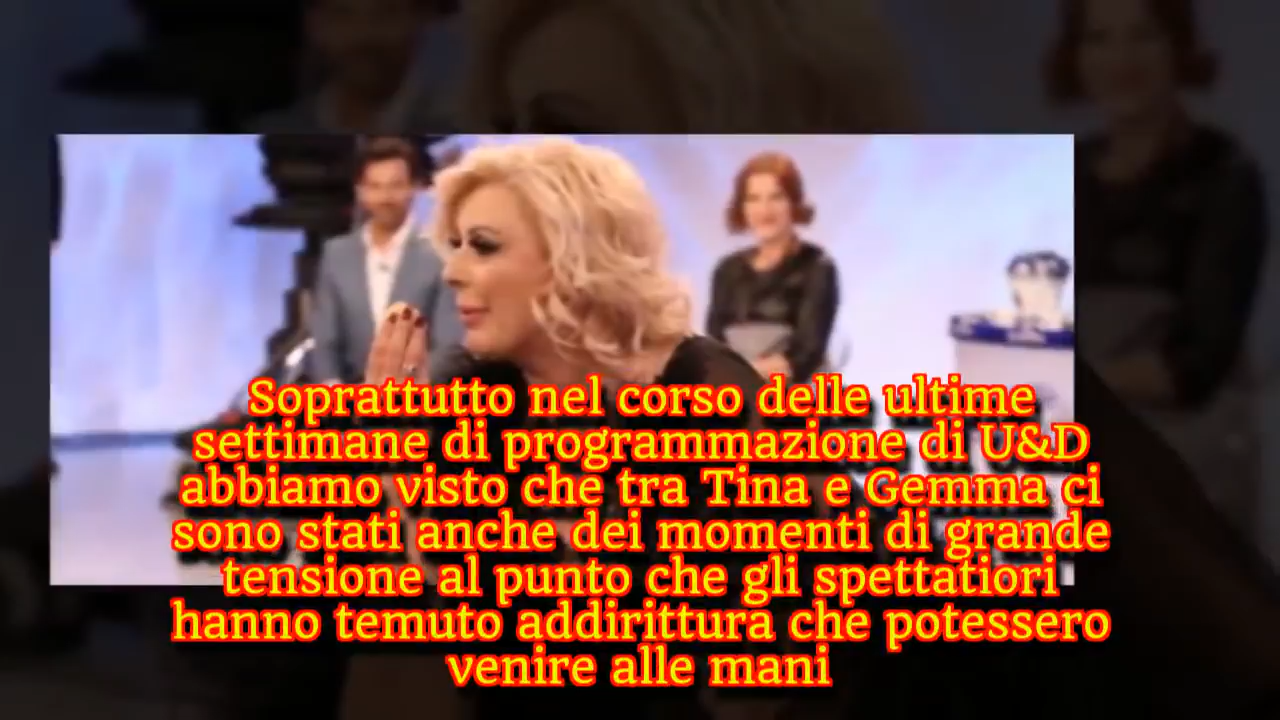 Soprattutto nel corso delle ultime
settimane di programmazione di U&D
abbiamo visto che tra Tina e Gemma ci
sono stati anche dei momenti di grande
tensione al punto che gli spettatiori
hanno temuto addirittura che potessero
venire alle mani